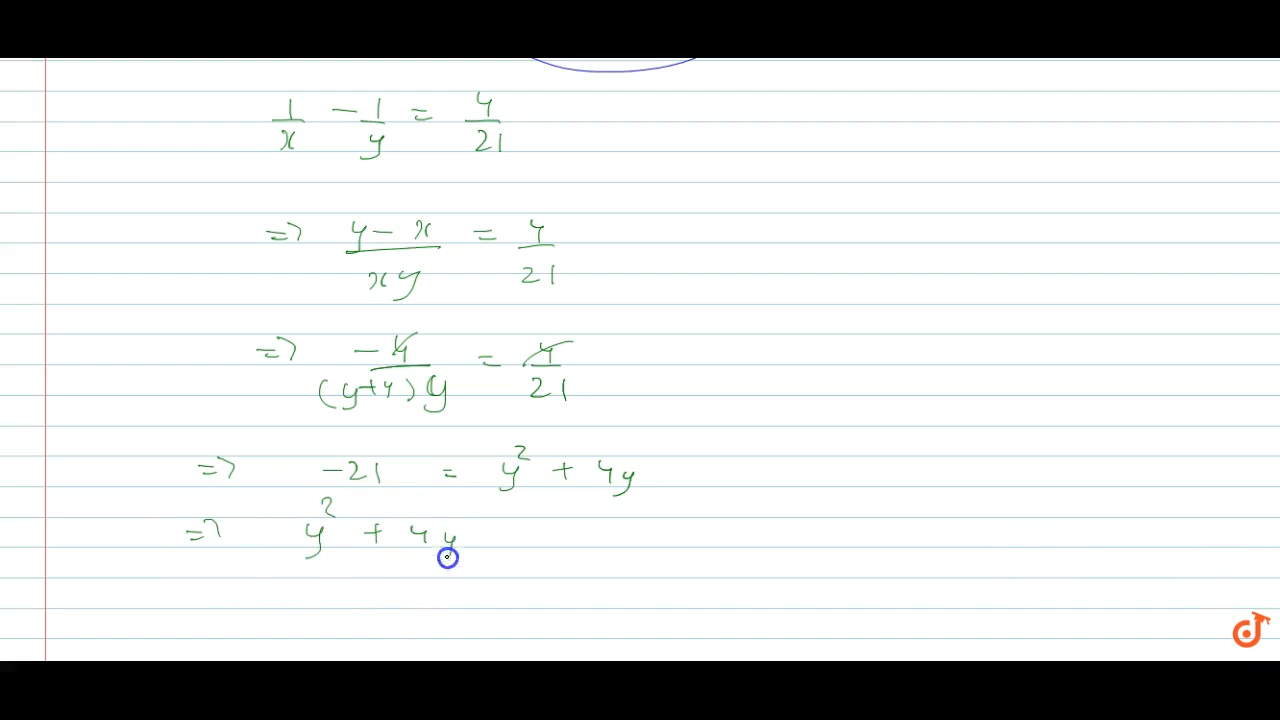 1/x - 1/y = 4/21
=> y - x / xy = 4/21
=> -4 / (y+4)y = 4/21
=> -21 = y² + 4y
=> y² + 4y